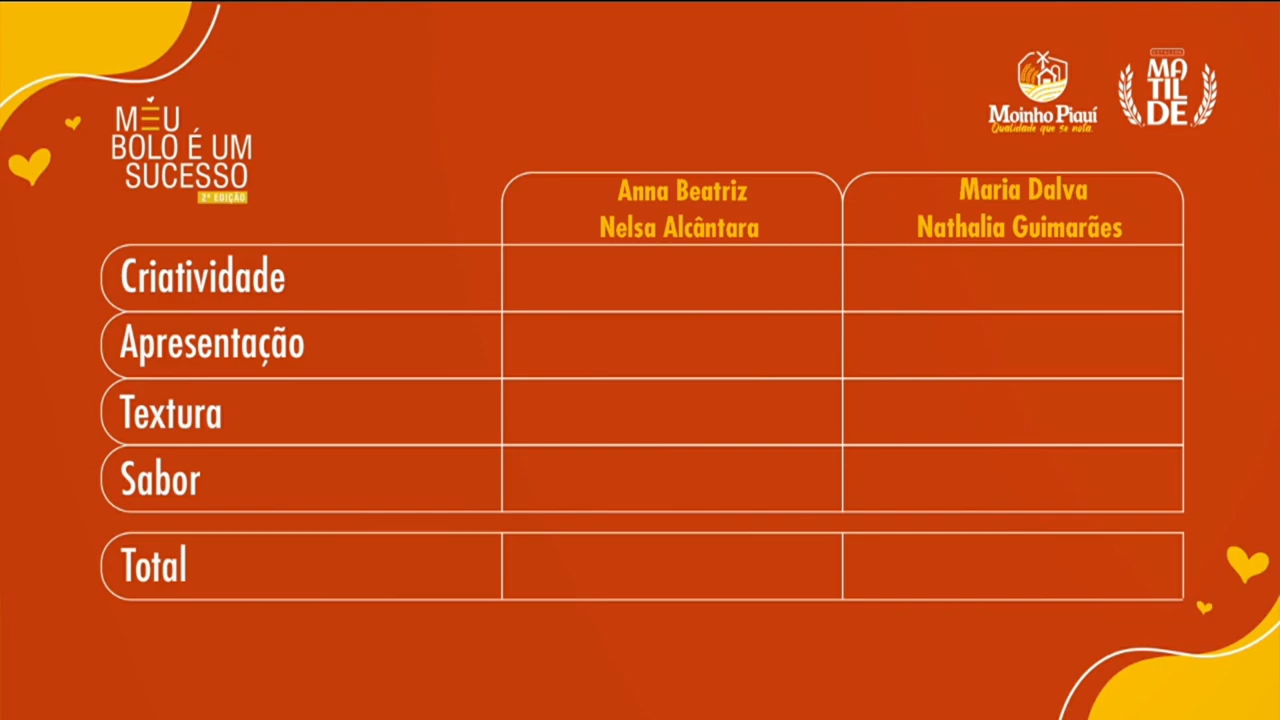 MEU
BOLO É UM
SUCESSO
2ª EDIÇÃO
Moinho Piauí
Qualidade que se nota.
MA
TIL
DE
Anna Beatriz
Nelsa Alcântara
Maria Dalva
Nathalia Guimarães
Criatividade
Apresentação
Textura
Sabor
Total